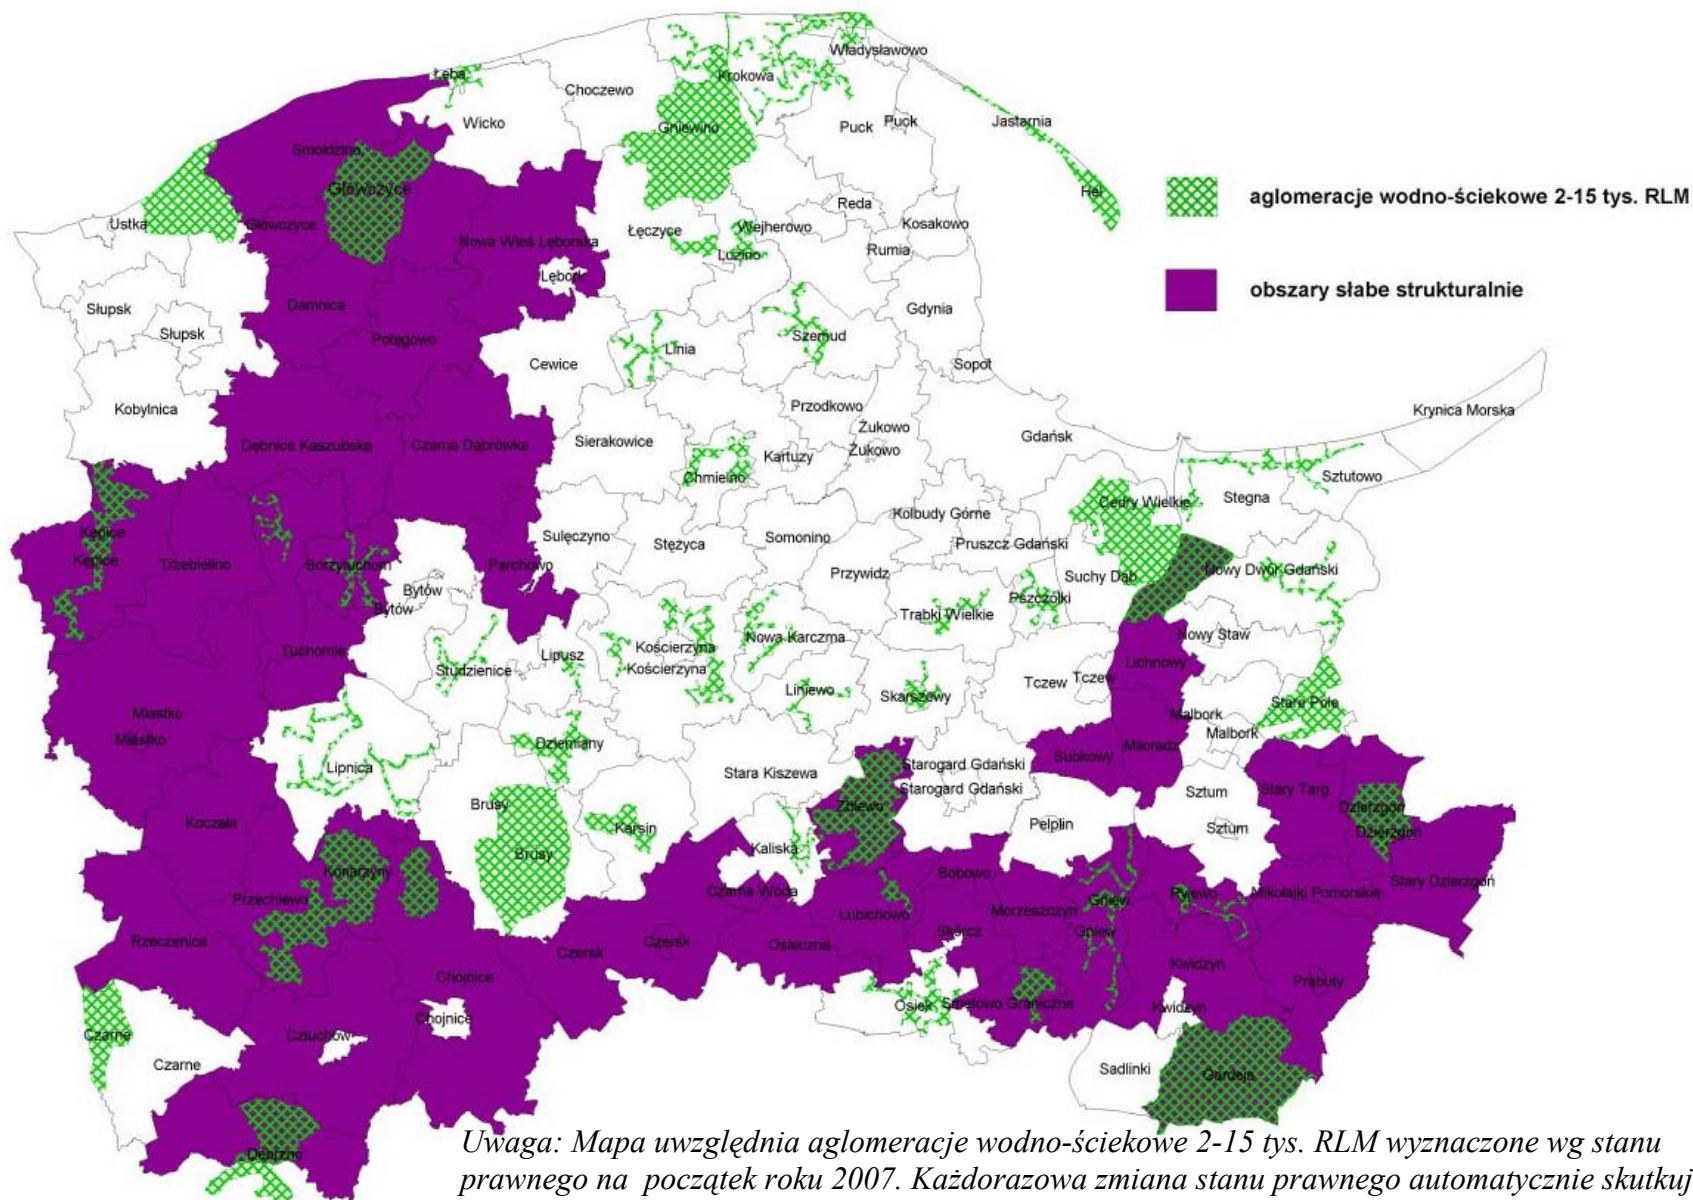 Łeba
Wicko
Choczewo
Krokowa
Władysławowo
Puck
Puck
Jastarnia
Hel
Gniewino
Smołdzino
Główczyce
Ustka
Główczyce
Nowa Wieś Lęborska
Łęczyce
Wejherowo
Reda
Kosakowo
Rumia
Luzino
Lębork
aglomeracje wodno-ściekowe 2-15 tys. RLM
obszary słabe strukturalnie
Słupsk
Słupsk
Damnica
Potęgowo
Gdynia
Szemud
Linia
Cewice
Sopot
Kobylnica
Przodkowo
Krynica Morska
Dębnica Kaszubska
Czarna Dąbrówka
Sierakowice
Żukowo
Żukowo
Gdańsk
Kartuzy
Chmielno
Sztutowo
Stegna
Cedry Wielkie
Kolbudy Górne
Kępice
Kępice
Trzebielino
Borzytuchom
Parchowo
Sulęczyno
Stężyca
Somonino
Pruszcz Gdański
Przywidz
Suchy Dąb
Nowy Dwór Gdański
Bytów
Bytów
Pszczółki
Trąbki Wielkie
Tuchomie
Studzienice
Lipusz
Kościerzyna
Kościerzyna
Nowa Karczma
Nowy Staw
Lichnowy
Liniewo
Skarszewy
Tczew
Tczew
Miastko
Miastko
Malbork
Malbork
Stare Pole
Lipnica
Dziemiany
Miłoradz
Subkowy
Stara Kiszewa
Starogard Gdański
Starogard Gdański
Sztum
Sztum
Stary Targ
Koczała
Brusy
Brusy
Karsin
Zblewo
Pelplin
Dzierzgoń
Dzierzgoń
Kaliska
Konarzyny
Przechlewo
Czarna Woda
Bobowo
Stary Dzierzgoń
Mikołajki Pomorskie
Ryjewo
Gniew
Gniew
Morzeszczyn
Lubichowo
Skórcz
Rzeczenica
Czersk
Czersk
Osieczna
Chojnice
Chojnice
Kwidzyn
Kwidzyn
Prabuty
Osiek
Smętowo Graniczne
Człuchów
Czarne
Czarne
Sadlinki
Gardeja
Debrzno
Uwaga: Mapa uwzględnia aglomeracje wodno-ściekowe 2-15 tys. RLM wyznaczone wg stanu
prawnego na początek roku 2007. Każdorazowa zmiana stanu prawnego automatycznie skutkuj